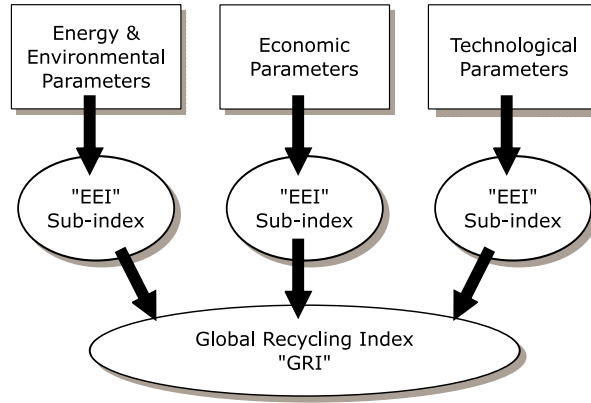 Energy &
Environmental
Parameters
Economic
Parameters
Technological
Parameters
"EEI"
Sub-index
"EEI"
Sub-index
"EEI"
Sub-index
Global Recycling Index
"GRI"